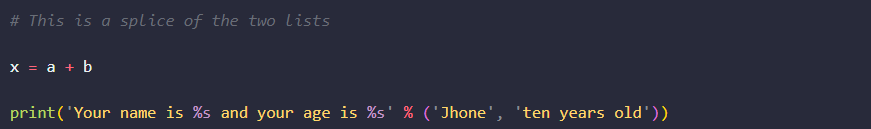 # This is a splice of the two lists
x = a + b
print('Your name is %s and your age is %s' % ('Jhone', 'ten years old'))